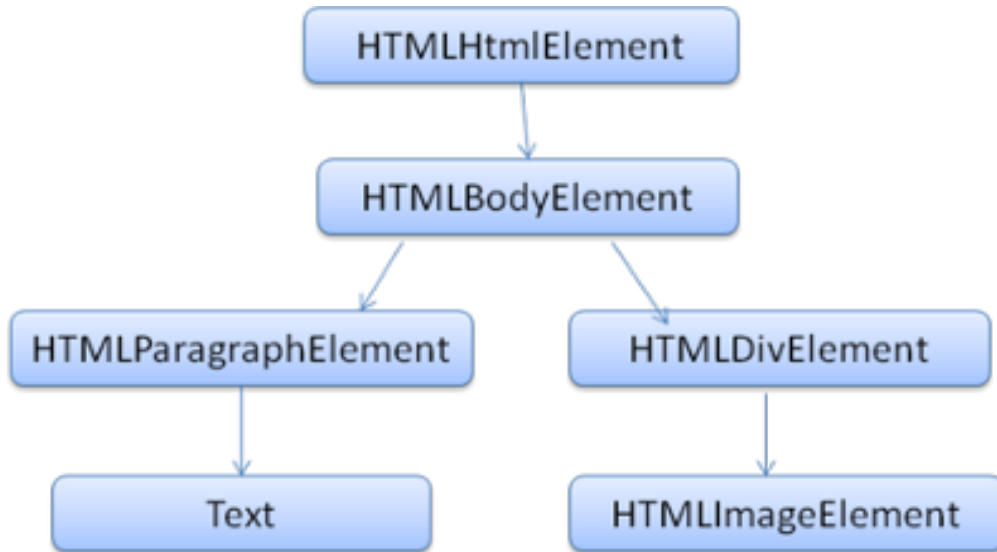 HTMLHtmlElement
HTMLBodyElement
HTMLParagraphElement
HTMLDivElement
Text
HTMLImageElement